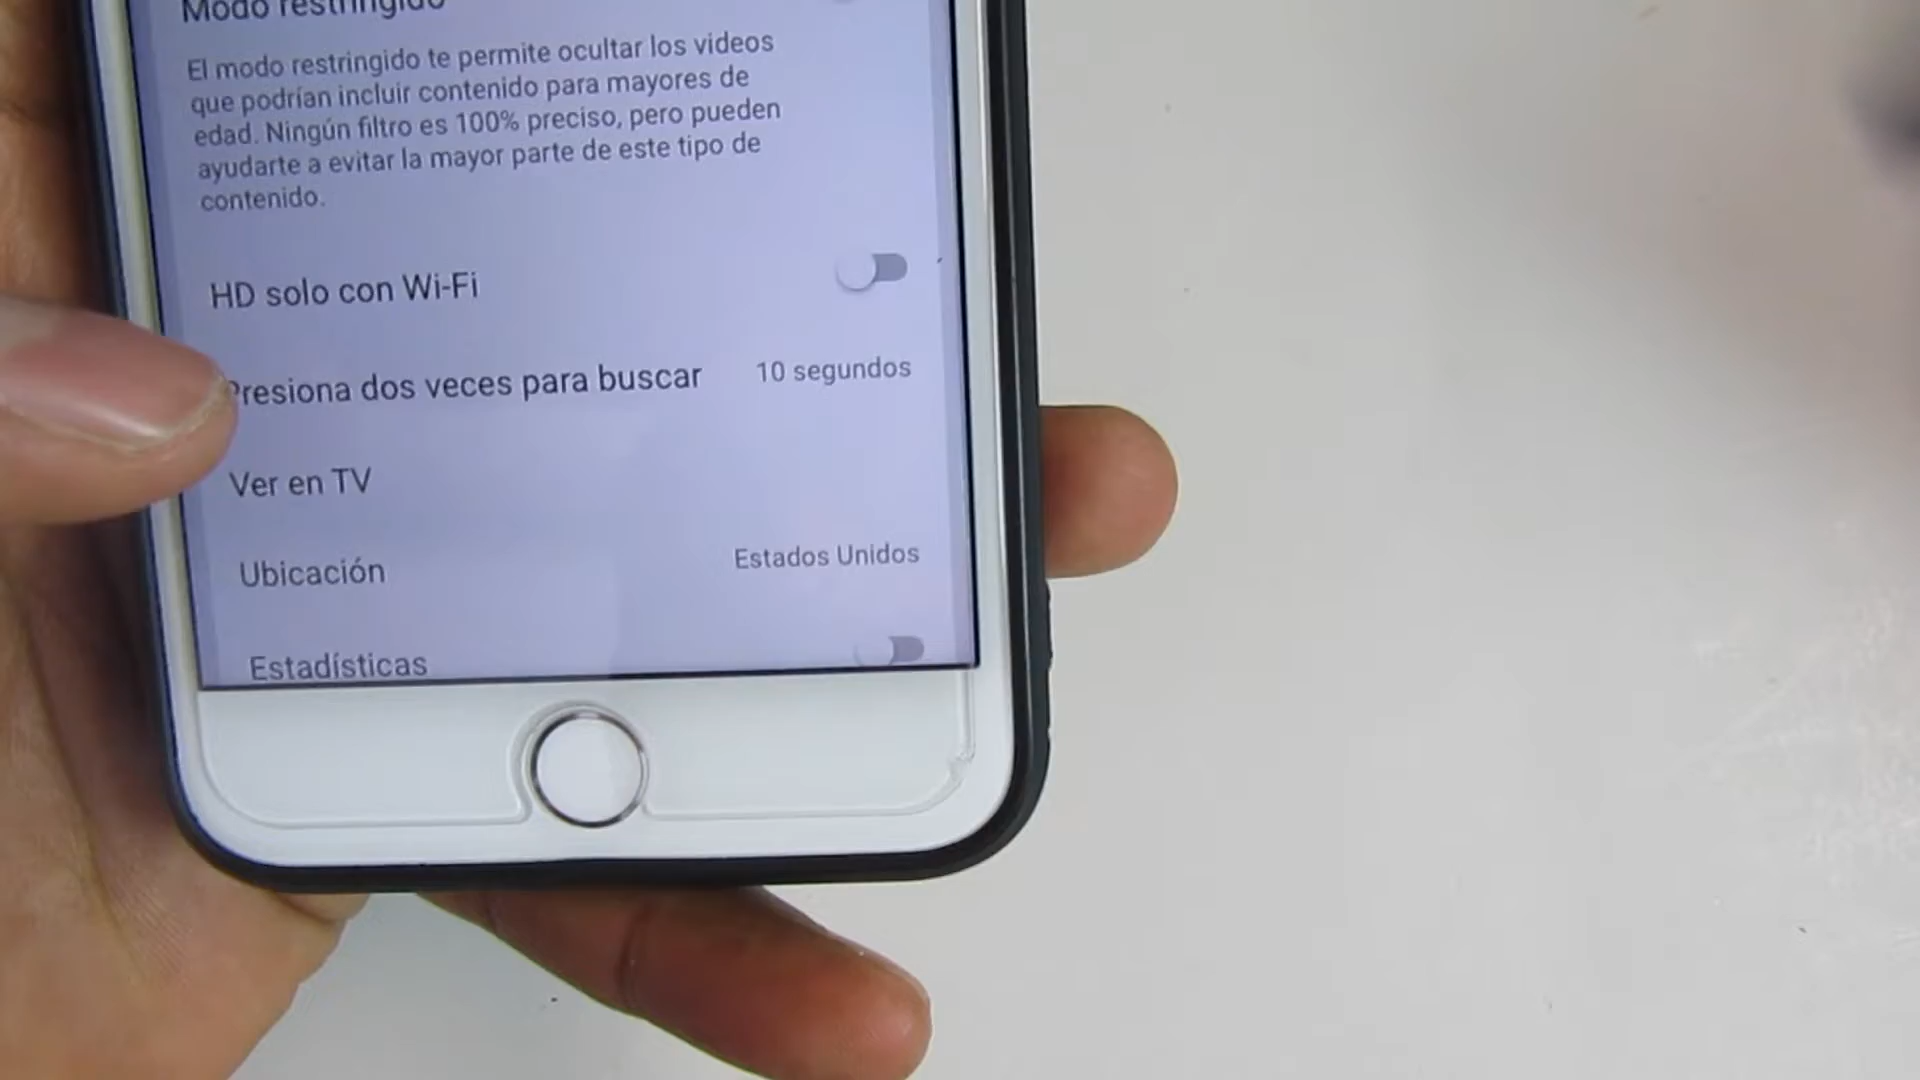 Modo restringido
El modo restringido te permite ocultar los videos
que podrían incluir contenido para mayores de
edad. Ningún filtro es 100% preciso, pero pueden
ayudarte a evitar la mayor parte de este tipo de
contenido.
HD solo con Wi-Fi
Presiona dos veces para buscar 10 segundos
Ver en TV
Ubicación Estados Unidos
Estadísticas